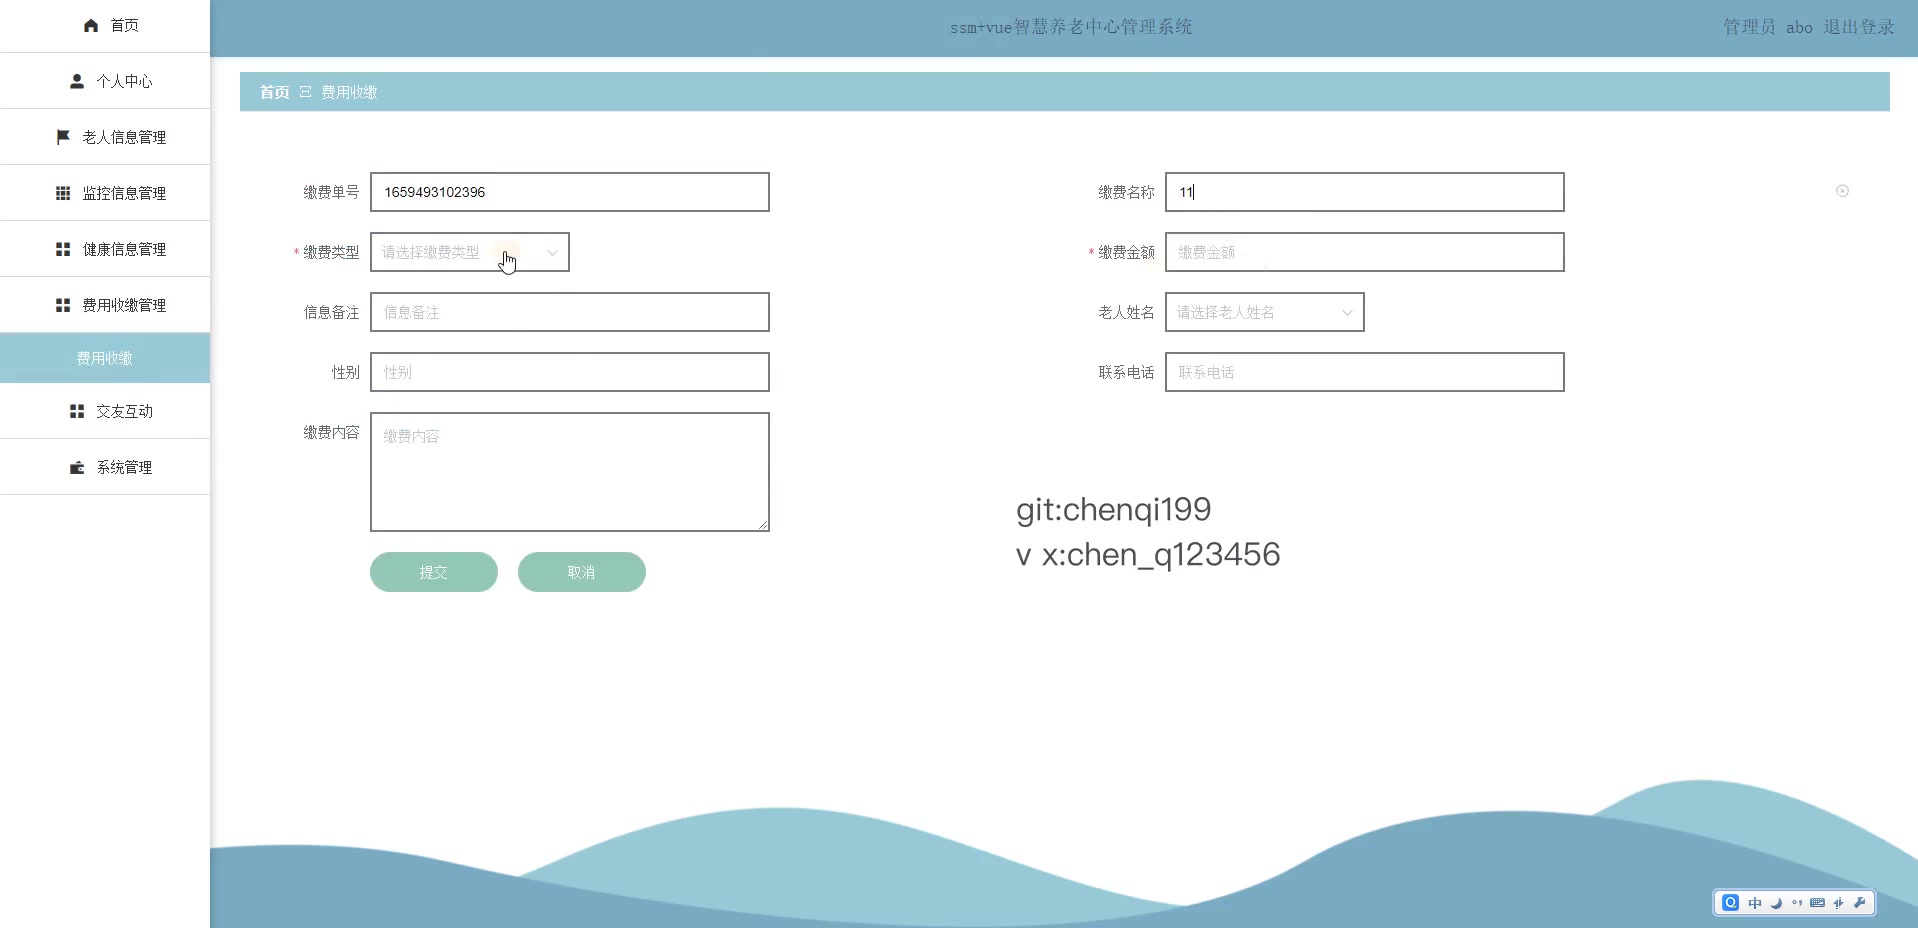 首页
个人中心
老人信息管理
监控信息管理
健康信息管理
费用收缴管理
费用收缴
交友互动
系统管理
ssm+vue智慧养老中心管理系统
管理员 abo 退出登录
首页 费用收缴
缴费单号 1659493102396
缴费名称 11
* 缴费类型 请选择缴费类型
* 缴费金额 缴费金额
信息备注 信息备注
老人姓名 请选择老人姓名
性别 性别
联系电话 联系电话
缴费内容 缴费内容
提交 取消
git:chenqi199
v x:chen_q123456
中